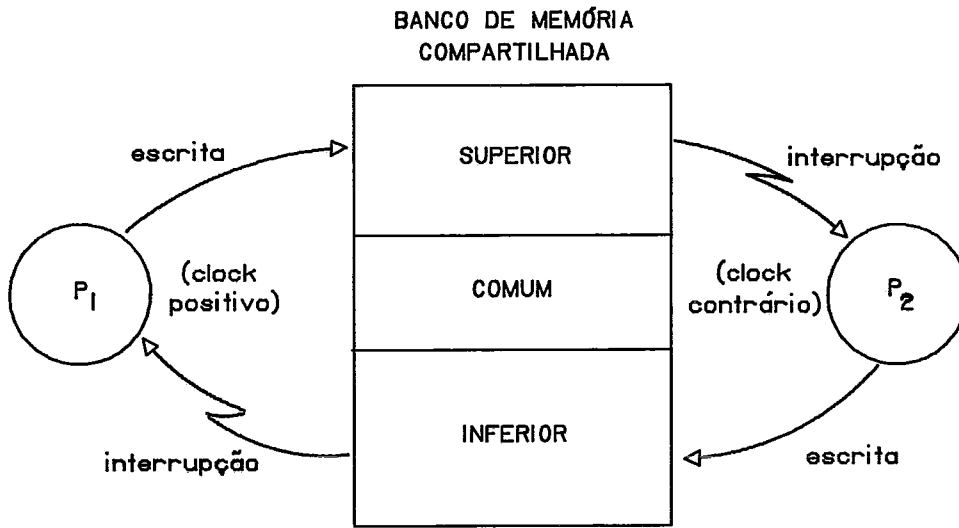 BANCO DE MEMÓRIA
COMPARTILHADA
escrita
SUPERIOR
interrupção
P1
(clock
positivo)
COMUM
(clock
contrário)
P2
interrupção
INFERIOR
escrita